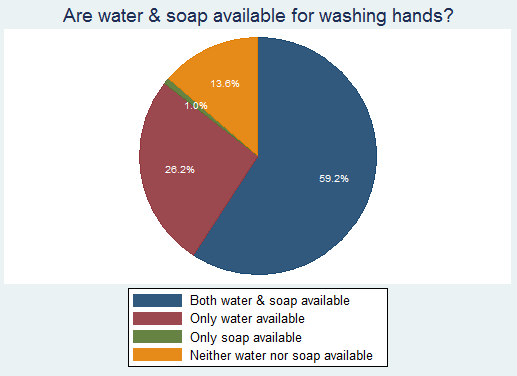 Are water & soap available for washing hands?
13.6%
1.0%
26.2%
59.2%
Both water & soap available
Only water available
Only soap available
Neither water nor soap available